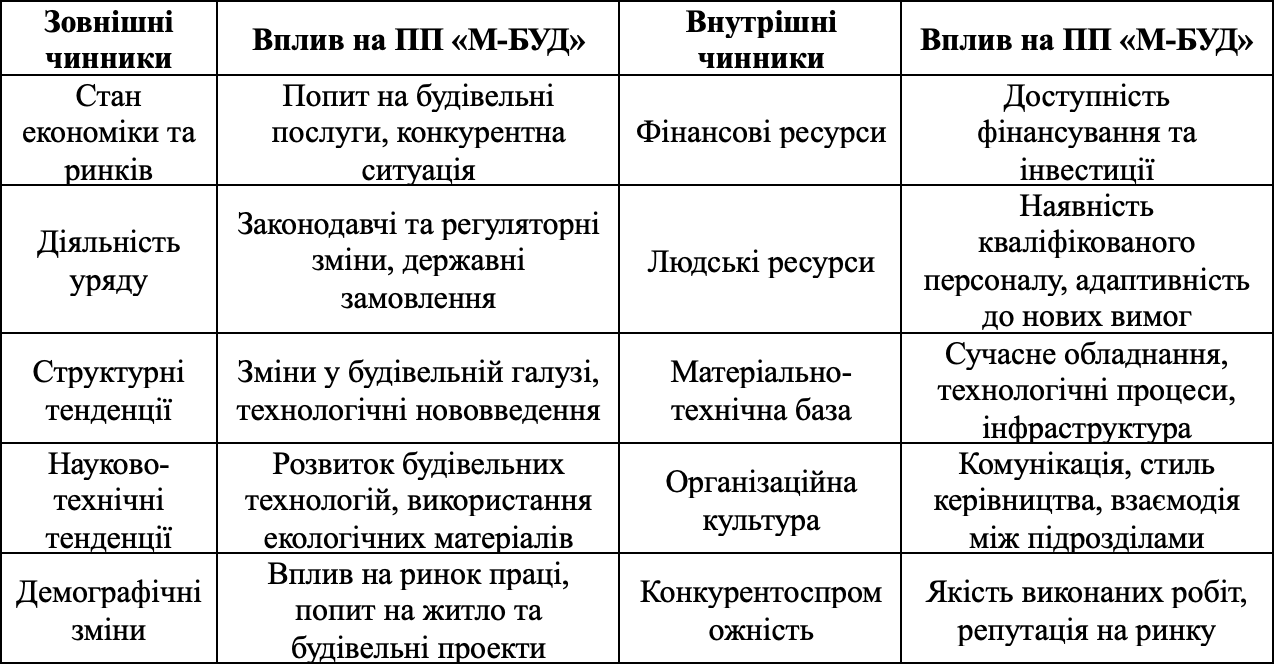 Зовнішні
чинники
Вплив на ПП «М-БУД»
Внутрішні
чинники
Вплив на ПП «М-БУД»
Стан
економіки та
ринків
Попит на будівельні
послуги, конкурентна
ситуація
Фінансові ресурси
Доступність
фінансування та
інвестиції
Діяльність
уряду
Законодавчі та регуляторні
зміни, державні
замовлення
Людські ресурси
Наявність
кваліфікованого
персоналу, адаптивність
до нових вимог
Структурні
тенденції
Зміни у будівельній галузі,
технологічні нововведення
Матеріально-
технічна база
Сучасне обладнання,
технологічні процеси,
інфраструктура
Науково-
технічні
тенденції
Розвиток будівельних
технологій, використання
екологічних матеріалів
Організаційна
культура
Комунікація, стиль
керівництва, взаємодія
між підрозділами
Демографічні
зміни
Вплив на ринок праці,
попит на житло та
будівельні проекти
Конкурентоспром
ожність
Якість виконаних робіт,
репутація на ринку